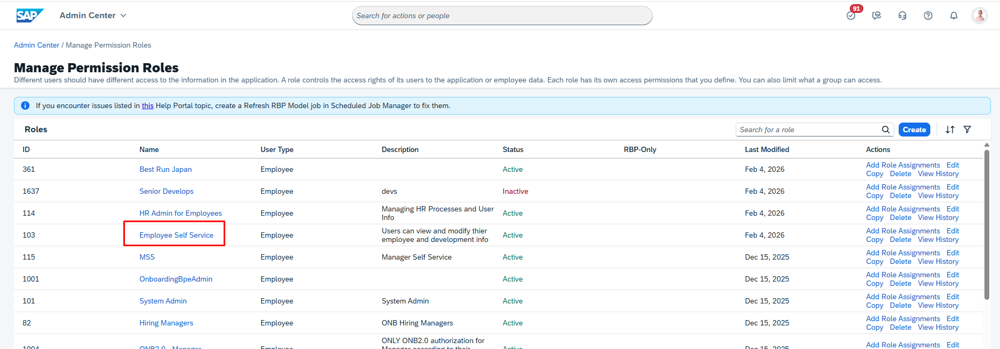 SAP Admin Center Search for actions or people 91
Admin Center / Manage Permission Roles
Manage Permission Roles
Different users should have different access to the information in the application. A role controls the access rights of its users to the application or employee data. Each role has its own access permissions that you define. You can also limit what a group can access.
If you encounter issues listed in this Help Portal topic, create a Refresh RBP Model job in Scheduled Job Manager to fix them.
Roles Search for a role Create
ID Name User Type Description Status RBP-Only Last Modified Actions
361 Best Run Japan Employee Active Feb 4, 2026 Add Role Assignments Edit
Copy Delete View History
1637 Senior Develops Employee devs Inactive Feb 4, 2026 Add Role Assignments Edit
Copy Delete View History
114 HR Admin for Employees Employee Managing HR Processes and User Active Feb 4, 2026 Add Role Assignments Edit
Info Copy Delete View History
103 Employee Self Service Employee Users can view and modify thier Active Feb 4, 2026 Add Role Assignments Edit
employee and development info Copy Delete View History
115 MSS Employee Manager Self Service Active Dec 15, 2025 Add Role Assignments Edit
Copy Delete View History
1001 OnboardingBpeAdmin Employee Active Dec 15, 2025 Add Role Assignments Edit
Copy Delete View History
101 System Admin Employee System Admin Active Dec 15, 2025 Add Role Assignments Edit
Copy Delete View History
82 Hiring Managers Employee ONB Hiring Managers Active Dec 15, 2025 Add Role Assignments Edit
Copy Delete View History
ONLY ONB2.0 authorization for Add Role Assignments Edit
1004 ONB2.0 - Manager Employee Manager according to their Active Dec 15, 2025